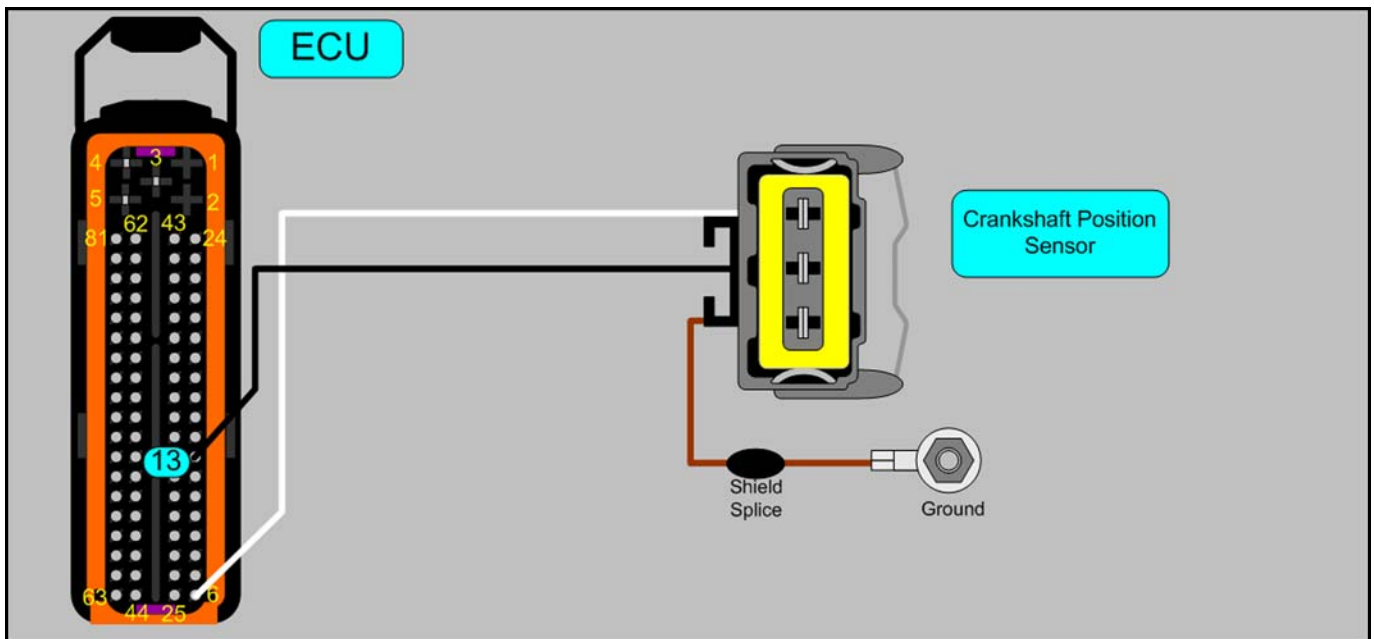 ECU
4 3 1
5 2
62 43
81 24
Crankshaft Position
Sensor
13
Shield
Splice
Ground
63 6
44 25